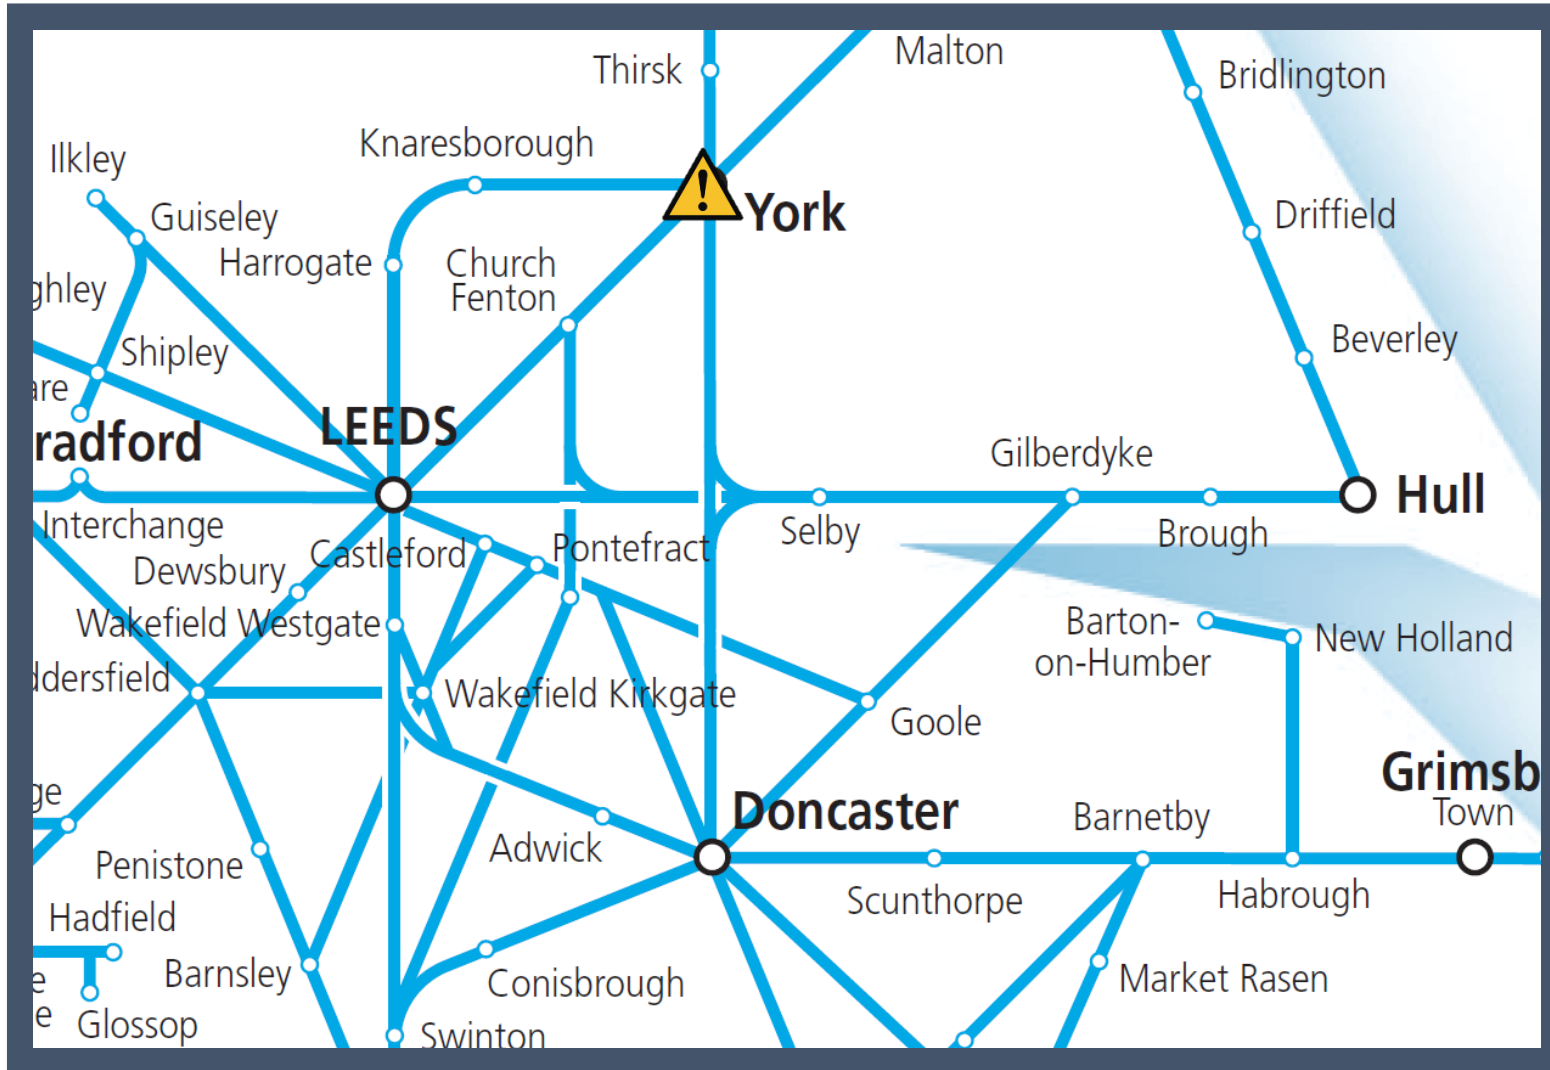 Malton
Thirsk
Bridlington
Knaresborough
Ilkley
York
Guiseley
Driffield
Harrogate
Church
Fenton
ghley
Beverley
Shipley
are
LEEDS
radford
Gilberdyke
Hull
Interchange
Selby
Brough
Castleford
Pontefract
Dewsbury
Wakefield Westgate
Barton-
on-Humber
New Holland
ddersfield
Wakefield Kirkgate
Goole
Grimsb
Town
ge
Doncaster
Barnetby
Adwick
Penistone
Scunthorpe
Habrough
Hadfield
Barnsley
Conisbrough
Market Rasen
e
e
Glossop
Swinton